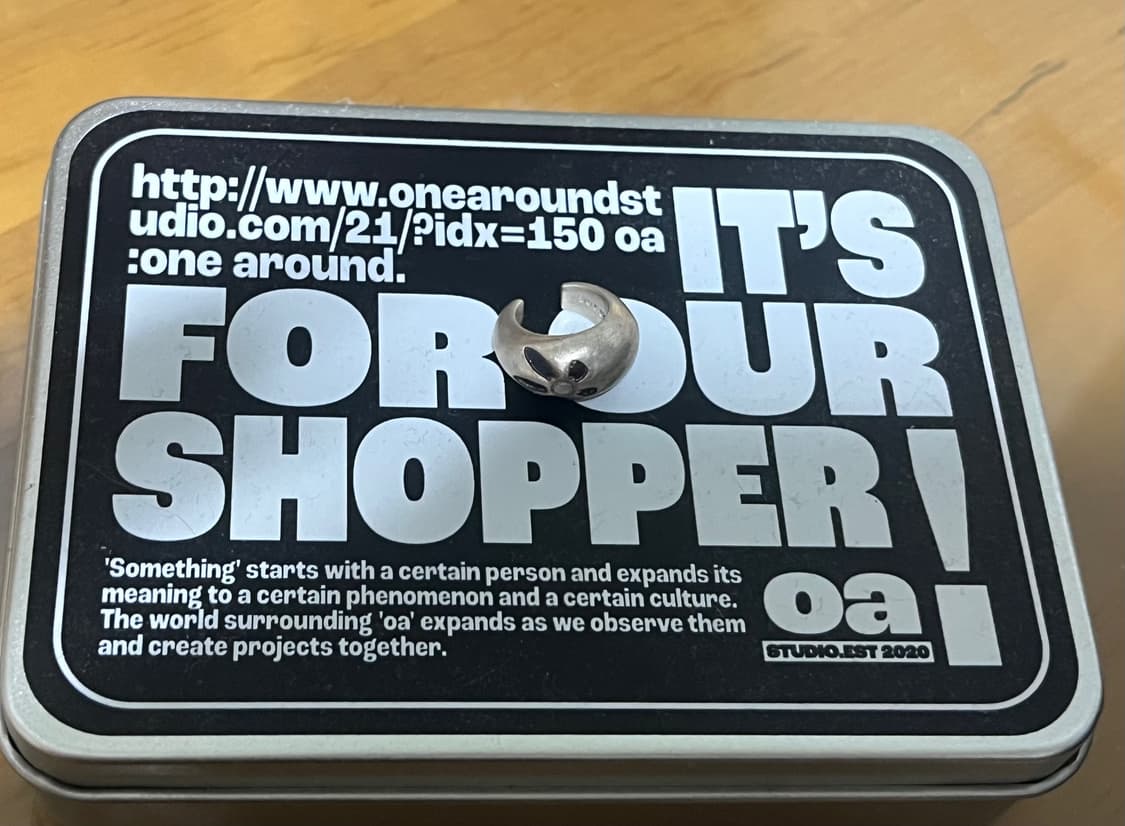 http://www.onearoundst
udio.com/21/?idx=150 oa
:one around.
IT'S
FOR OUR
SHOPPER!
'Something' starts with a certain person and expands its
meaning to a certain phenomenon and a certain culture.
The world surrounding 'oa' expands as we observe them
and create projects together.
oa
STUDIO.EST 2020